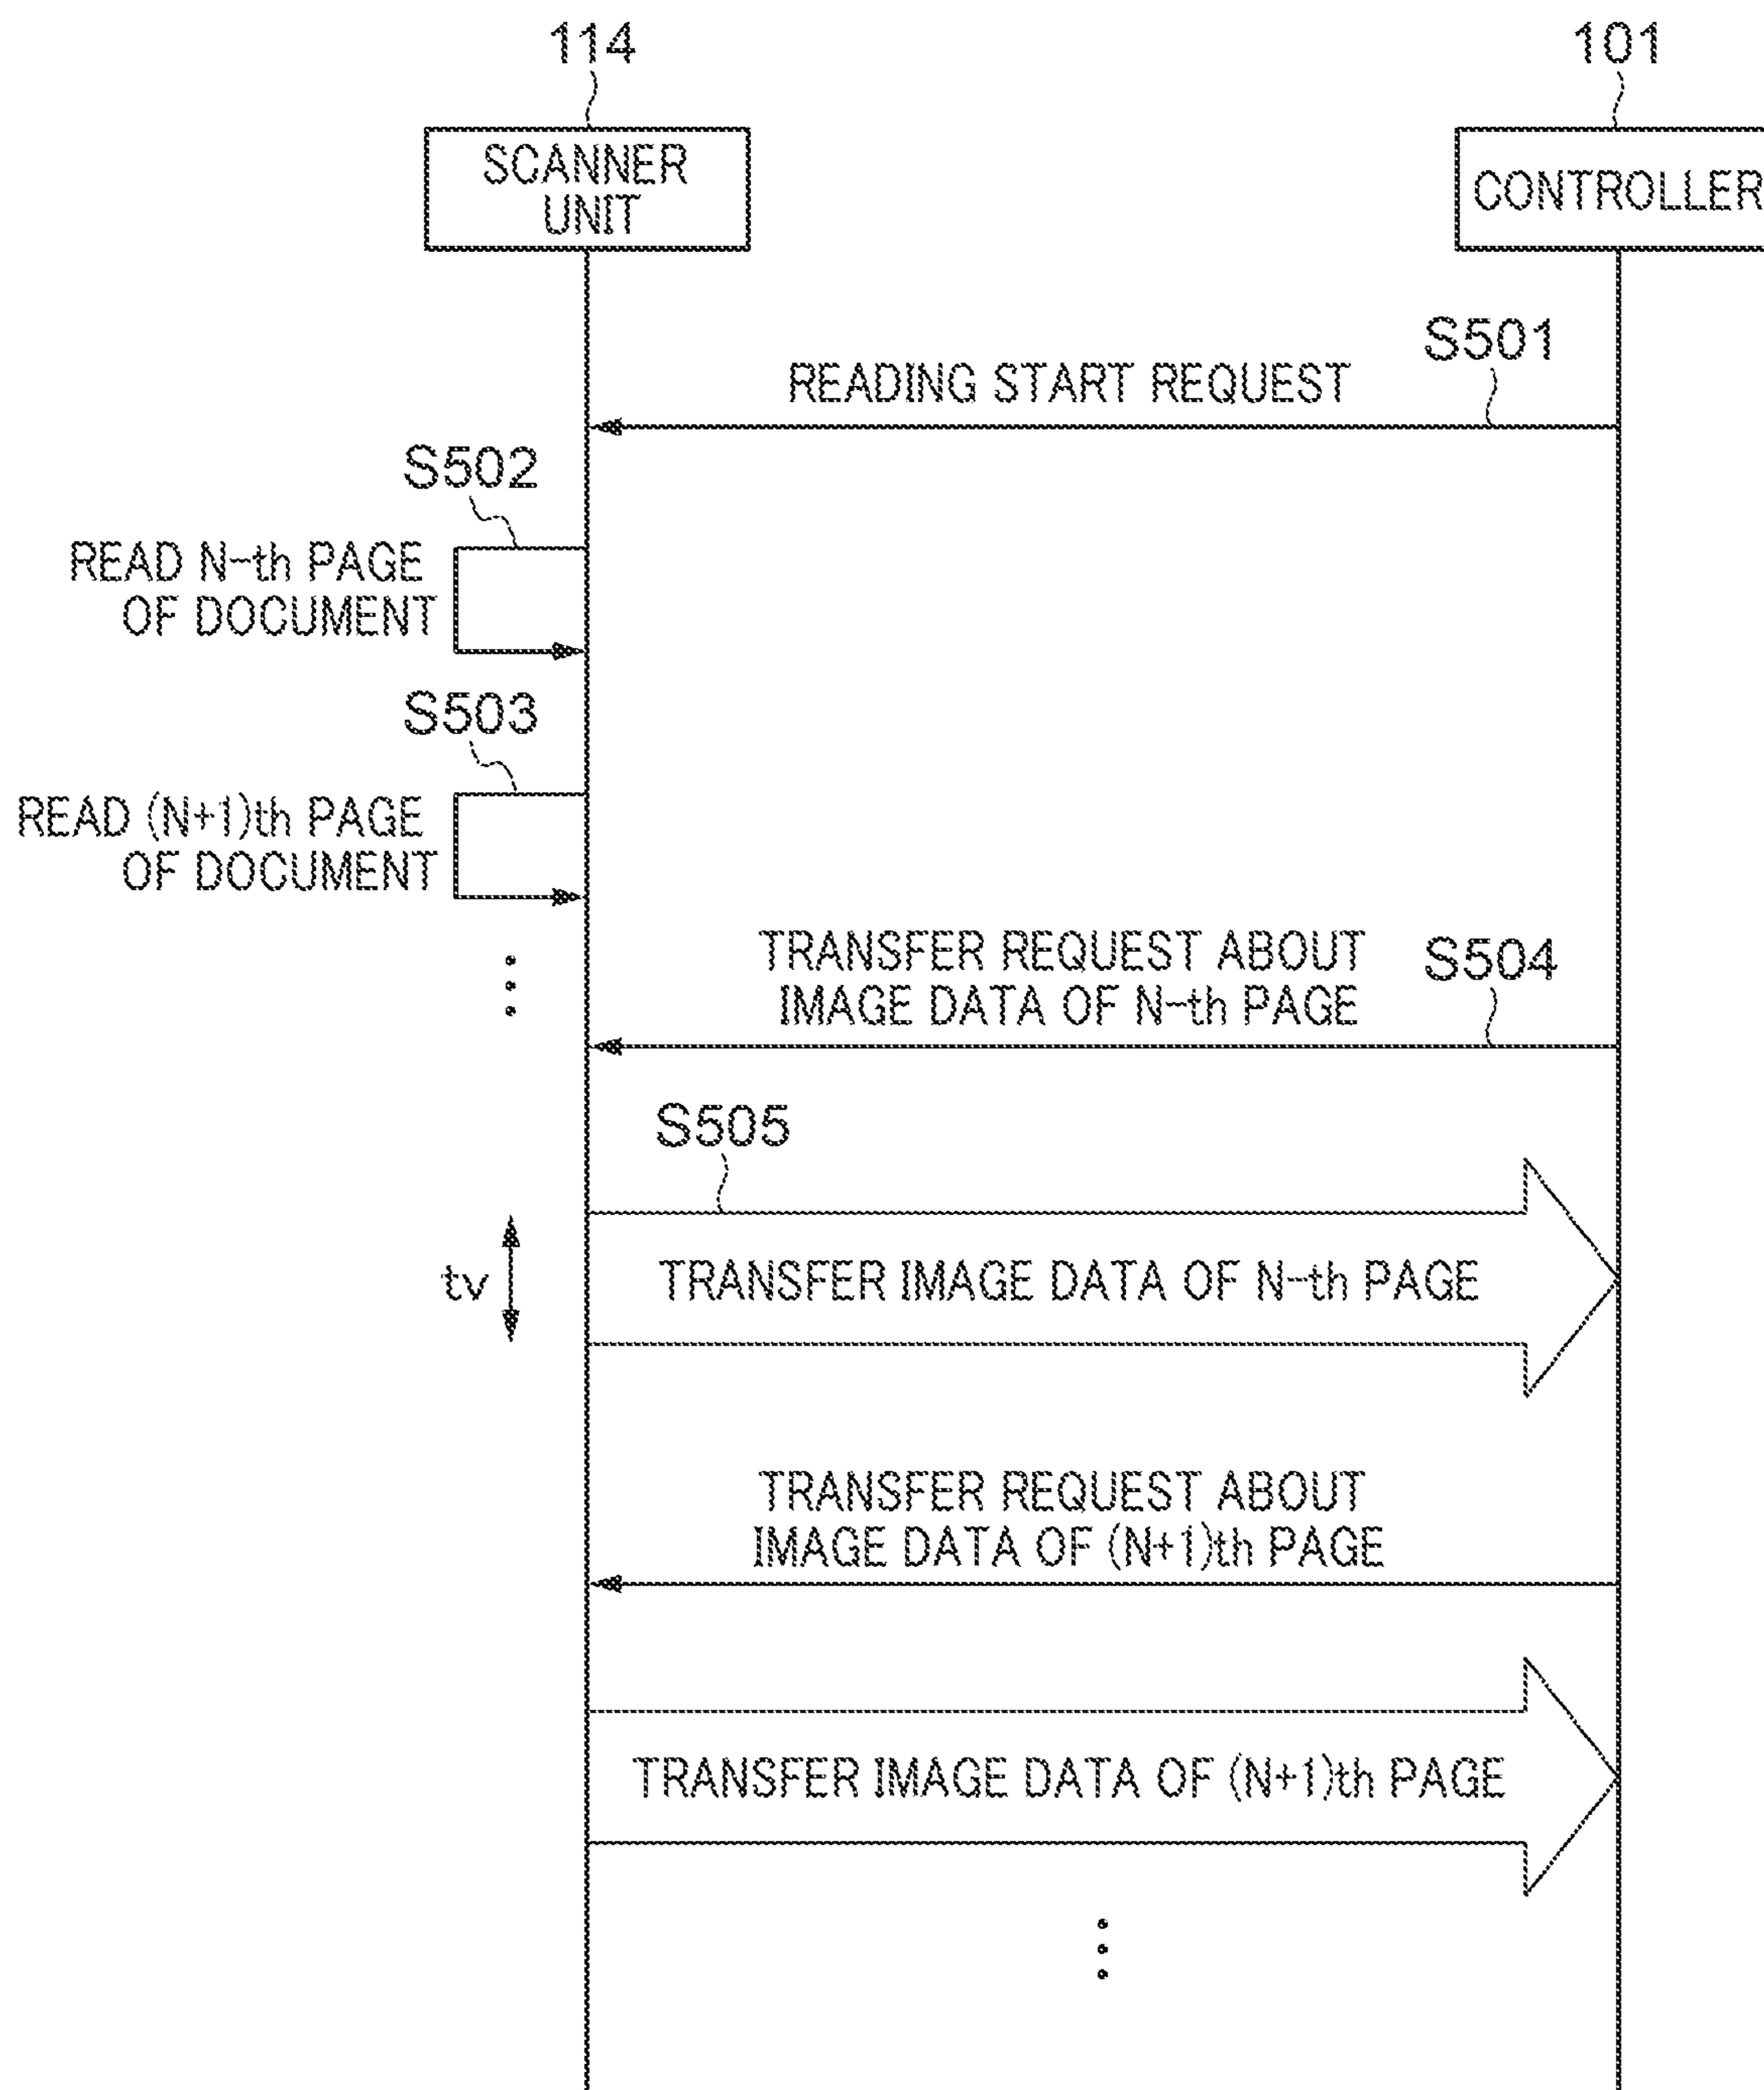 114
101
SCANNER
UNIT
CONTROLLER
S501
READING START REQUEST
S502
READ N-th PAGE
OF DOCUMENT
S503
READ (N+1)th PAGE
OF DOCUMENT
TRANSFER REQUEST ABOUT
IMAGE DATA OF N-th PAGE
S504
S505
tv
TRANSFER IMAGE DATA OF N-th PAGE
TRANSFER REQUEST ABOUT
IMAGE DATA OF (N+1)th PAGE
TRANSFER IMAGE DATA OF (N+1)th PAGE